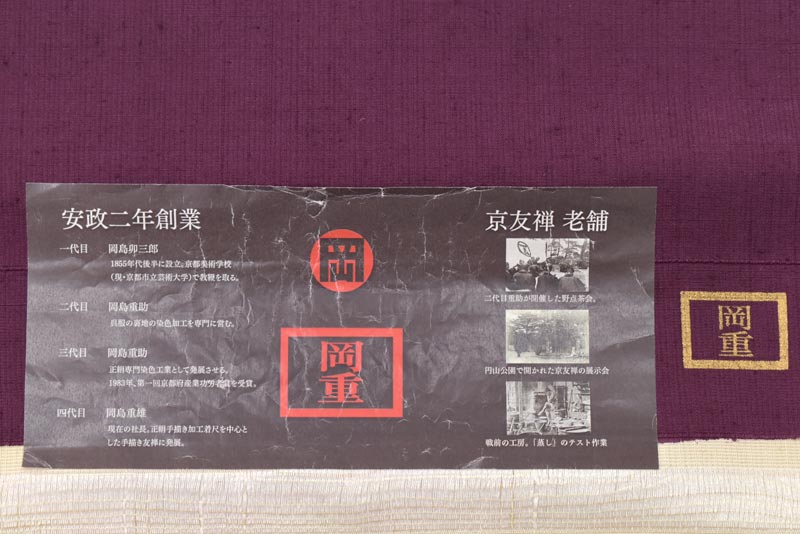 安政二年創業
一代目 岡島卯三郎
1855年代後半に設立。京都美術学校
(現・京都市立芸術大学)で教鞭を取る。
二代目 岡島重助
呉服の裏地の染色加工を専門に営む。
三代目 岡島重助
正絹専門染色工業として発展させる。
1983年、第一回京都府産業功労者賞を受賞。
四代目 岡島重雄
現在の社長。正絹手描き加工着尺を中心と
した手描き友禅に発展。
岡
岡重
京友禅 老舗
二代目重助が開催した野点茶会。
円山公園で開かれた京友禅の展示会
戦前の工房。「蒸し」のテスト作業
岡重